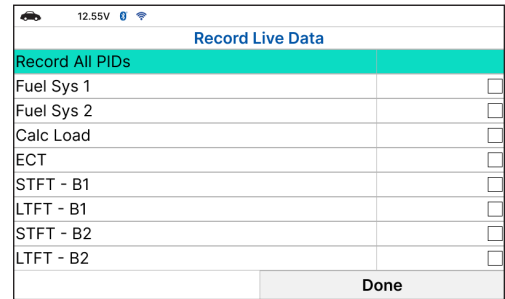 12.55V
Record Live Data
Record All PIDs
Fuel Sys 1
Fuel Sys 2
Calc Load
ECT
STFT - B1
LTFT - B1
STFT - B2
LTFT - B2
Done